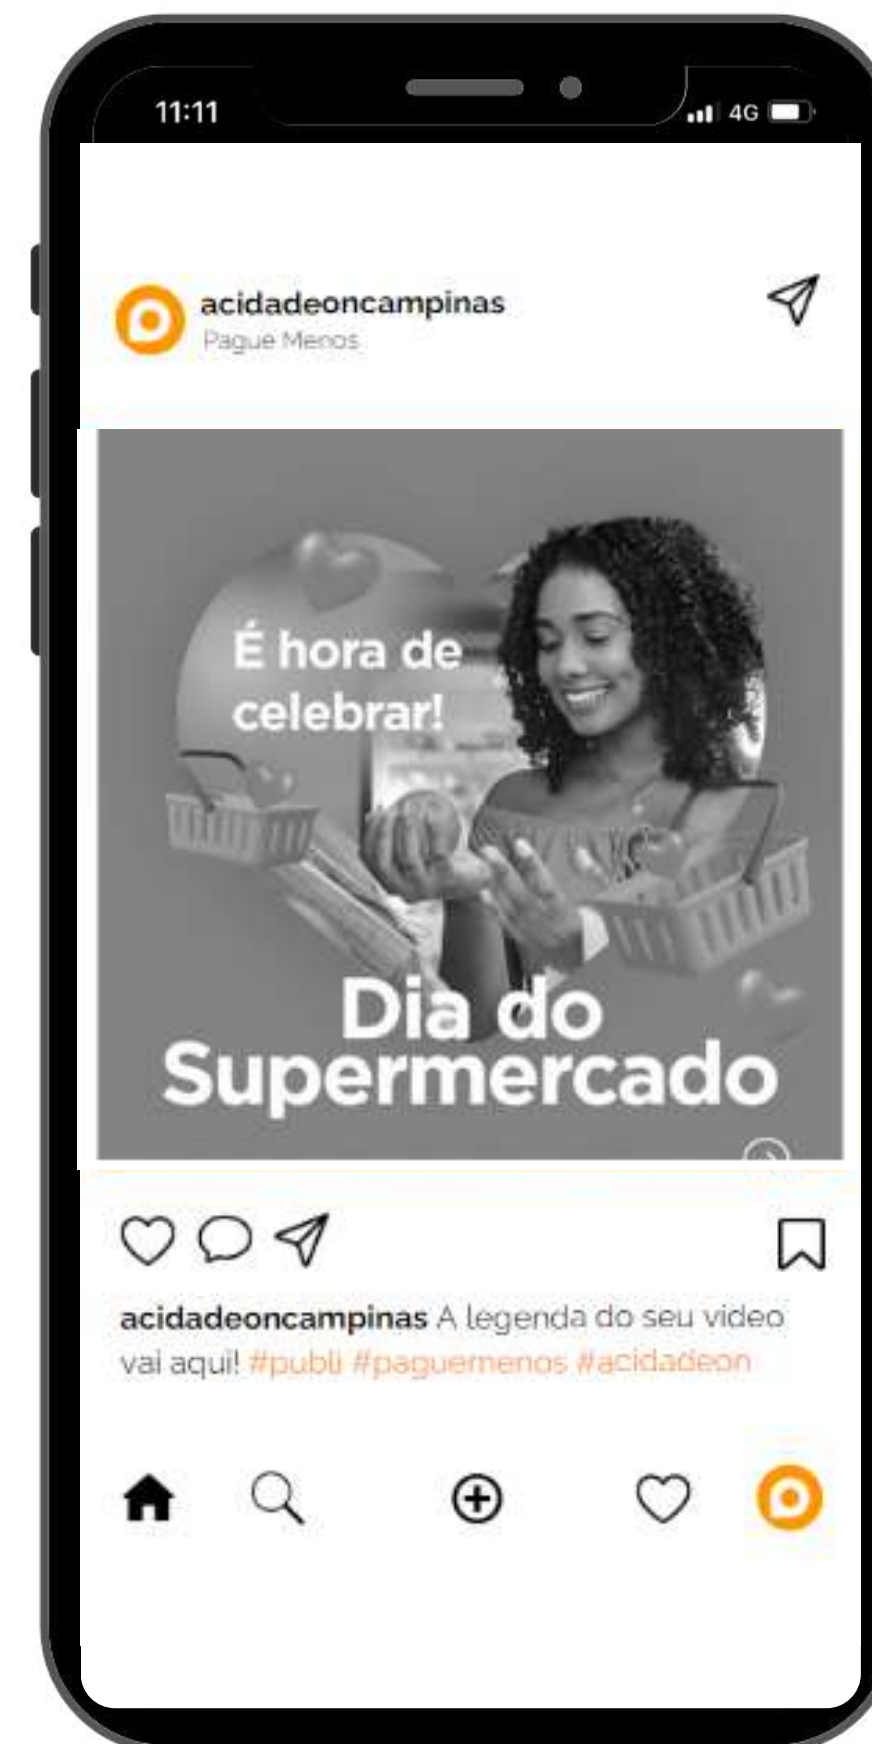 11:11
4G
acidadeoncampinas
Pague Menos
É hora de
celebrar!
Dia do
Supermercado
acidadeoncampinas A legenda do seu video
vai aqui! #publi #paguemenos #acidadeon